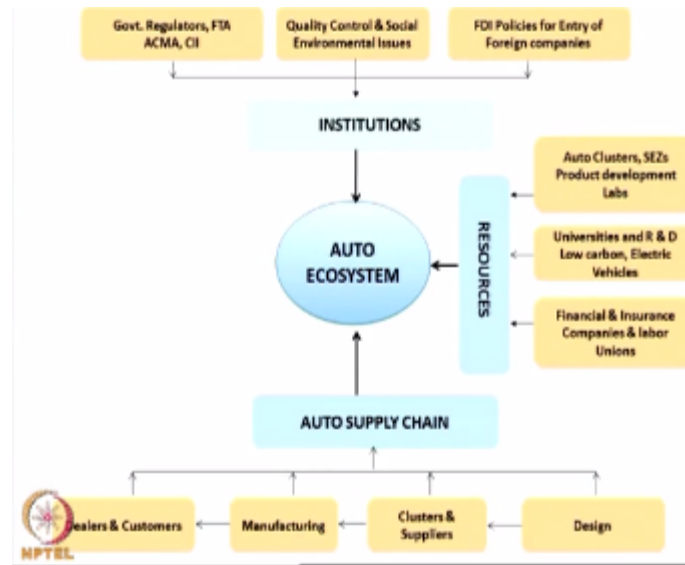 Govt. Regulators, FTA
ACMA, CII
Quality Control & Social
Environmental Issues
FDI Policies for Entry of
Foreign companies
INSTITUTIONS
Auto Clusters, SEZs
Product development
Labs
RESOURCES
AUTO
ECOSYSTEM
Universities and R & D
Low carbon, Electric
Vehicles
Financial & Insurance
Companies & labor
Unions
AUTO SUPPLY CHAIN
ealers & Customers
Manufacturing
Clusters &
Suppliers
Design
NPTEL